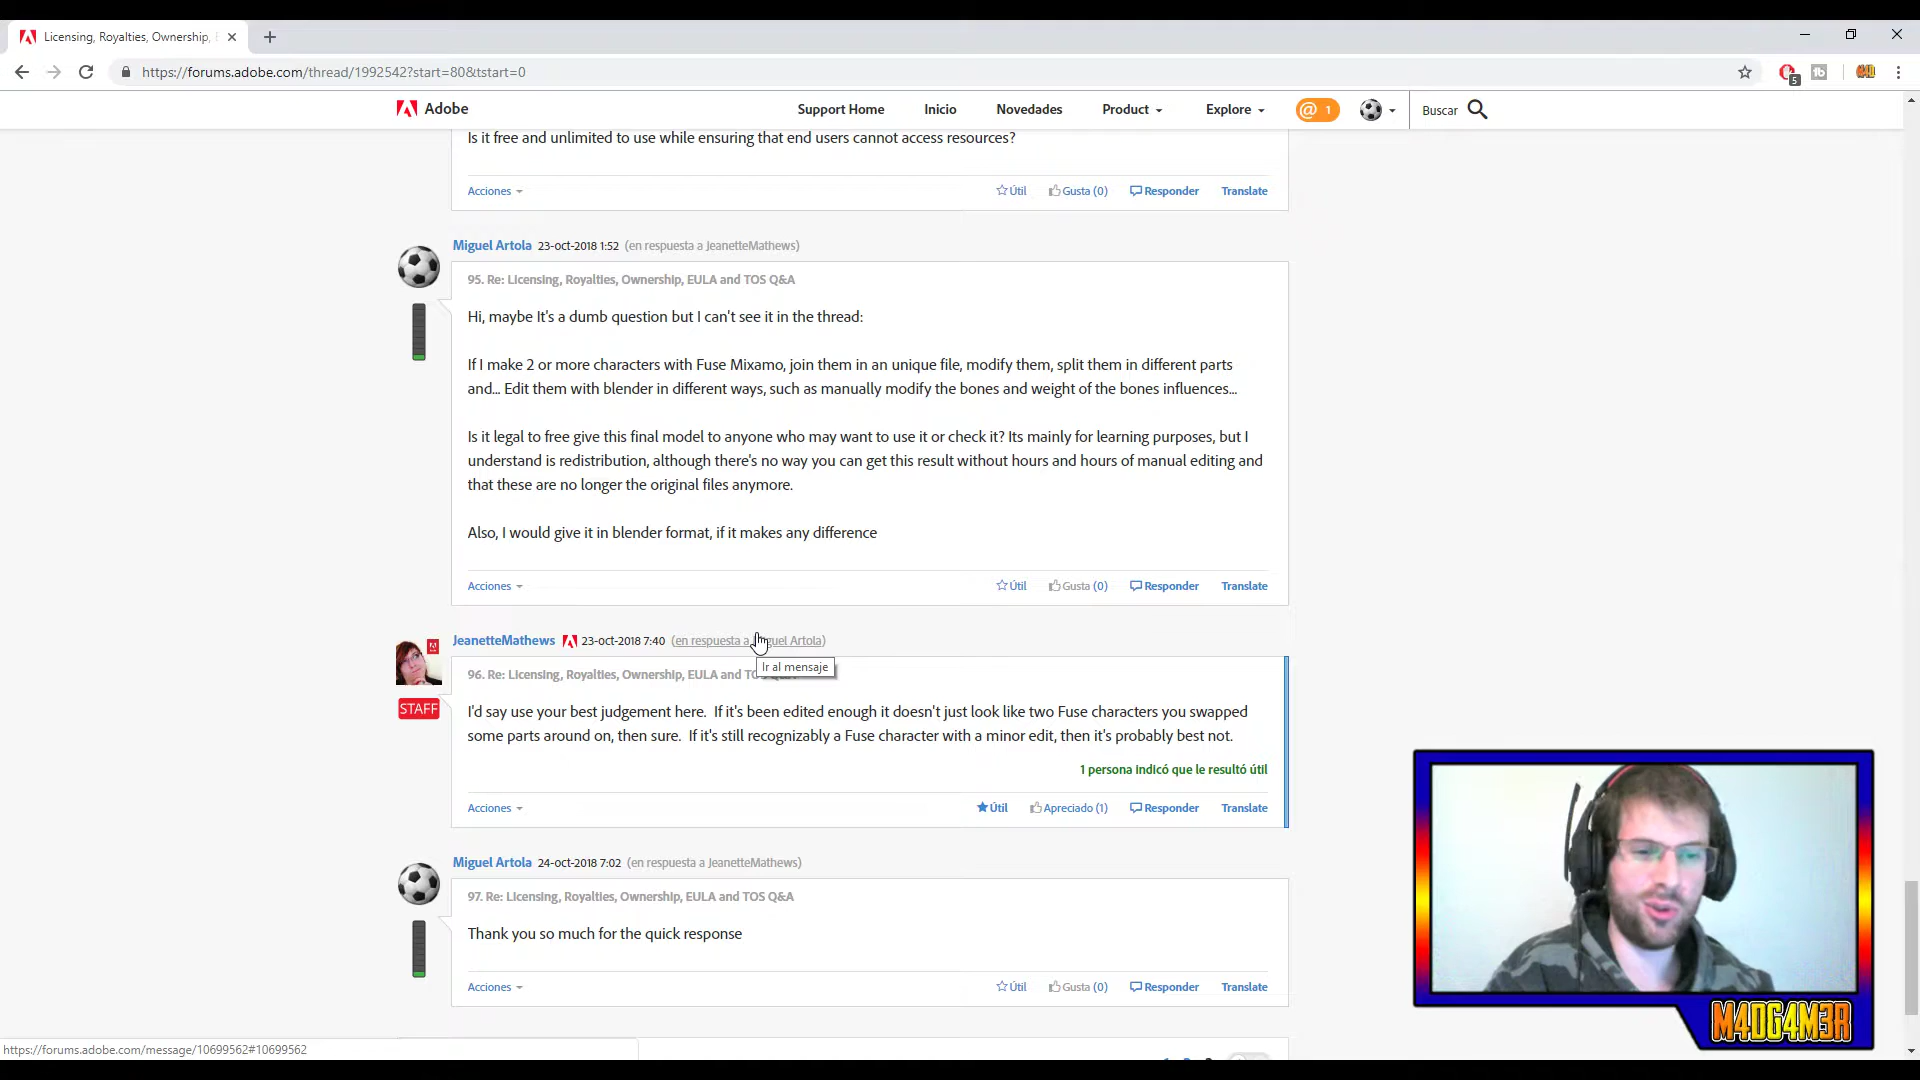 Licensing, Royalties, Ownership,
https://forums.adobe.com/thread/1992542?start=80&tstart=0
5
Adobe
Support Home
Inicio
Novedades
Product
Explore
@ 1
Buscar
Is it free and unlimited to use while ensuring that end users cannot access resources?
Acciones
Útil
Gusta (0)
Responder
Translate
Miguel Artola 23-oct-2018 1:52 (en respuesta a JeanetteMathews)
95. Re: Licensing, Royalties, Ownership, EULA and TOS Q&A
Hi, maybe It's a dumb question but I can't see it in the thread:
If I make 2 or more characters with Fuse Mixamo, join them in an unique file, modify them, split them in different parts
and... Edit them with blender in different ways, such as manually modify the bones and weight of the bones influences...
Is it legal to free give this final model to anyone who may want to use it or check it? Its mainly for learning purposes, but I
understand is redistribution, although there's no way you can get this result without hours and hours of manual editing and
that these are no longer the original files anymore.
Also, I would give it in blender format, if it makes any difference
Acciones
Útil
Gusta (0)
Responder
Translate
JeanetteMathews 23-oct-2018 7:40 (en respuesta a Miguel Artola)
Ir al mensaje
STAFF
96. Re: Licensing, Royalties, Ownership, EULA and TOS Q&A
I'd say use your best judgement here. If it's been edited enough it doesn't just look like two Fuse characters you swapped
some parts around on, then sure. If it's still recognizably a Fuse character with a minor edit, then it's probably best not.
1 persona indicó que le resultó útil
Acciones
Útil
Apreciado (1)
Responder
Translate
Miguel Artola 24-oct-2018 7:02 (en respuesta a JeanetteMathews)
97. Re: Licensing, Royalties, Ownership, EULA and TOS Q&A
Thank you so much for the quick response
Acciones
Útil
Gusta (0)
Responder
Translate
M4DG4M3R
https://forums.adobe.com/message/10699562#10699562